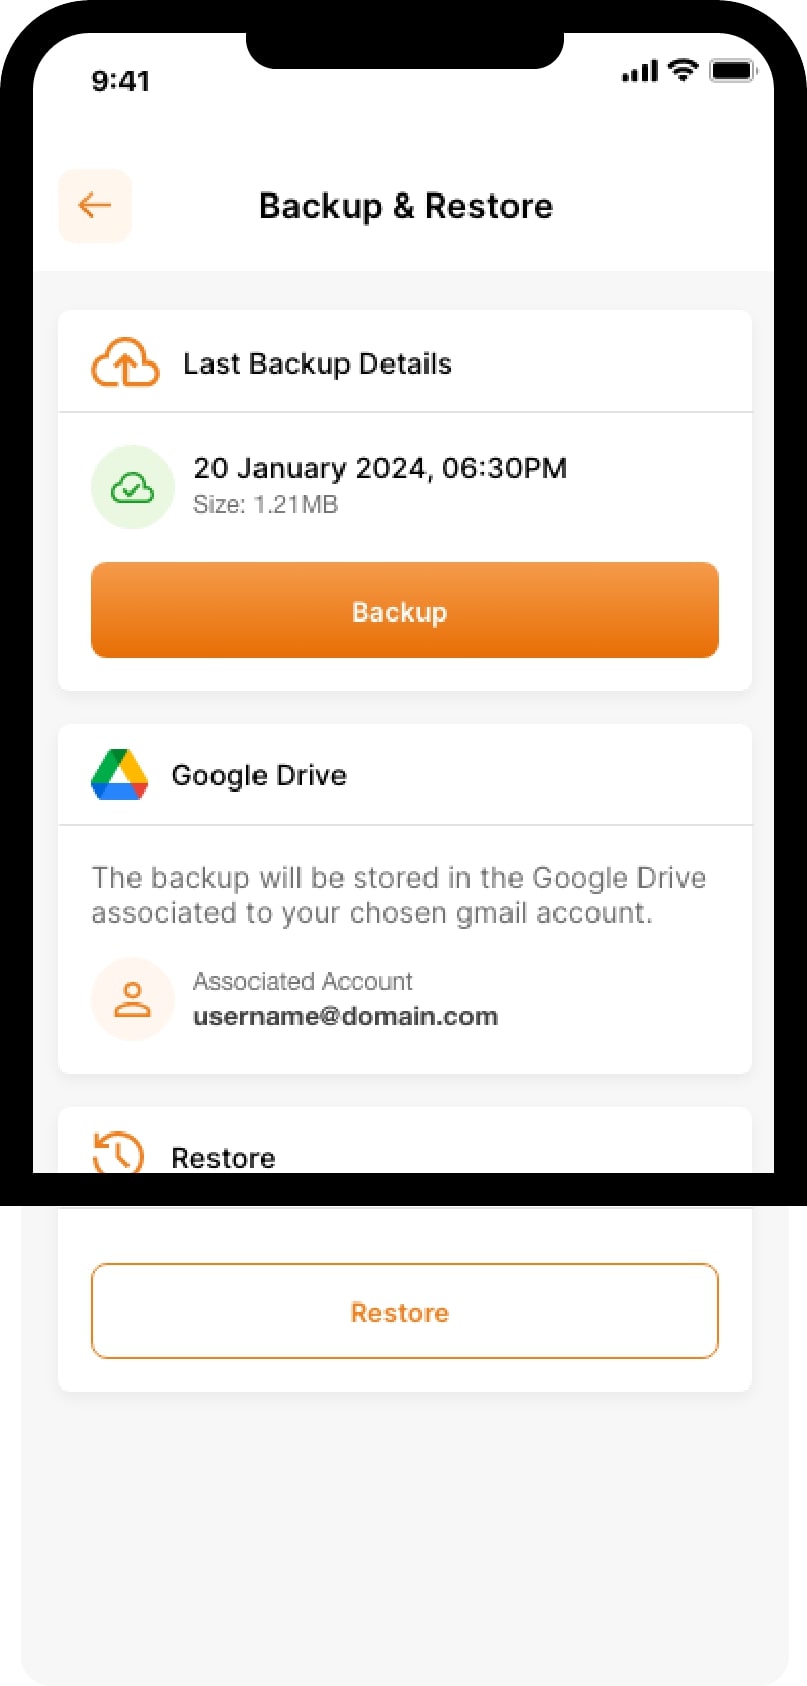 9:41
Backup & Restore
Last Backup Details
20 January 2024, 06:30PM
Size: 1.21MB
Backup
Google Drive
The backup will be stored in the Google Drive
associated to your chosen gmail account.
Associated Account
username@domain.com
Restore
Restore